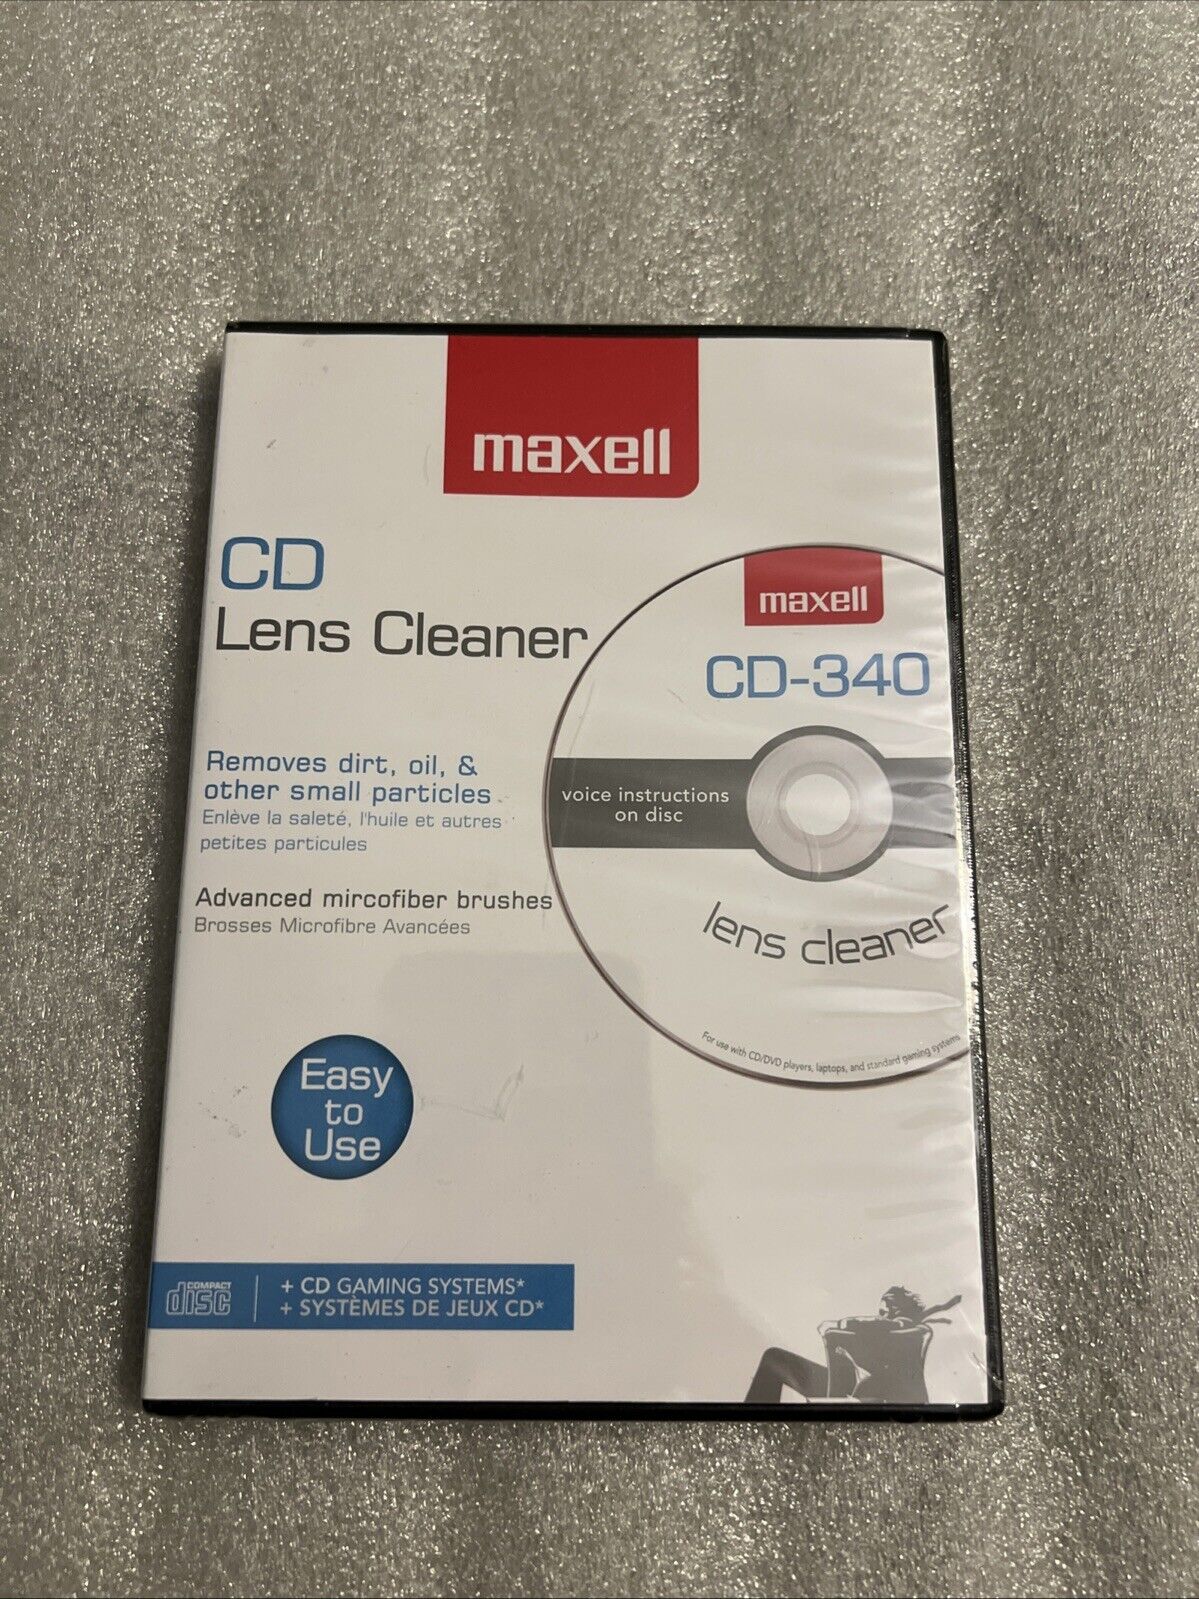 maxell
CD
Lens Cleaner
Removes dirt, oil, &
other small particles
Enlève la saleté, l'huile et autres
petites particules
Advanced mircofiber brushes
Brosses Microfibre Avancées
Easy
to
Use
COMPACT
disc
+ CD GAMING SYSTEMS*
+ SYSTÈMES DE JEUX CD*
maxell
CD-340
voice instructions
on disc
lens cleaner
For use with CD/DVD players, laptops, and standard gaming systems